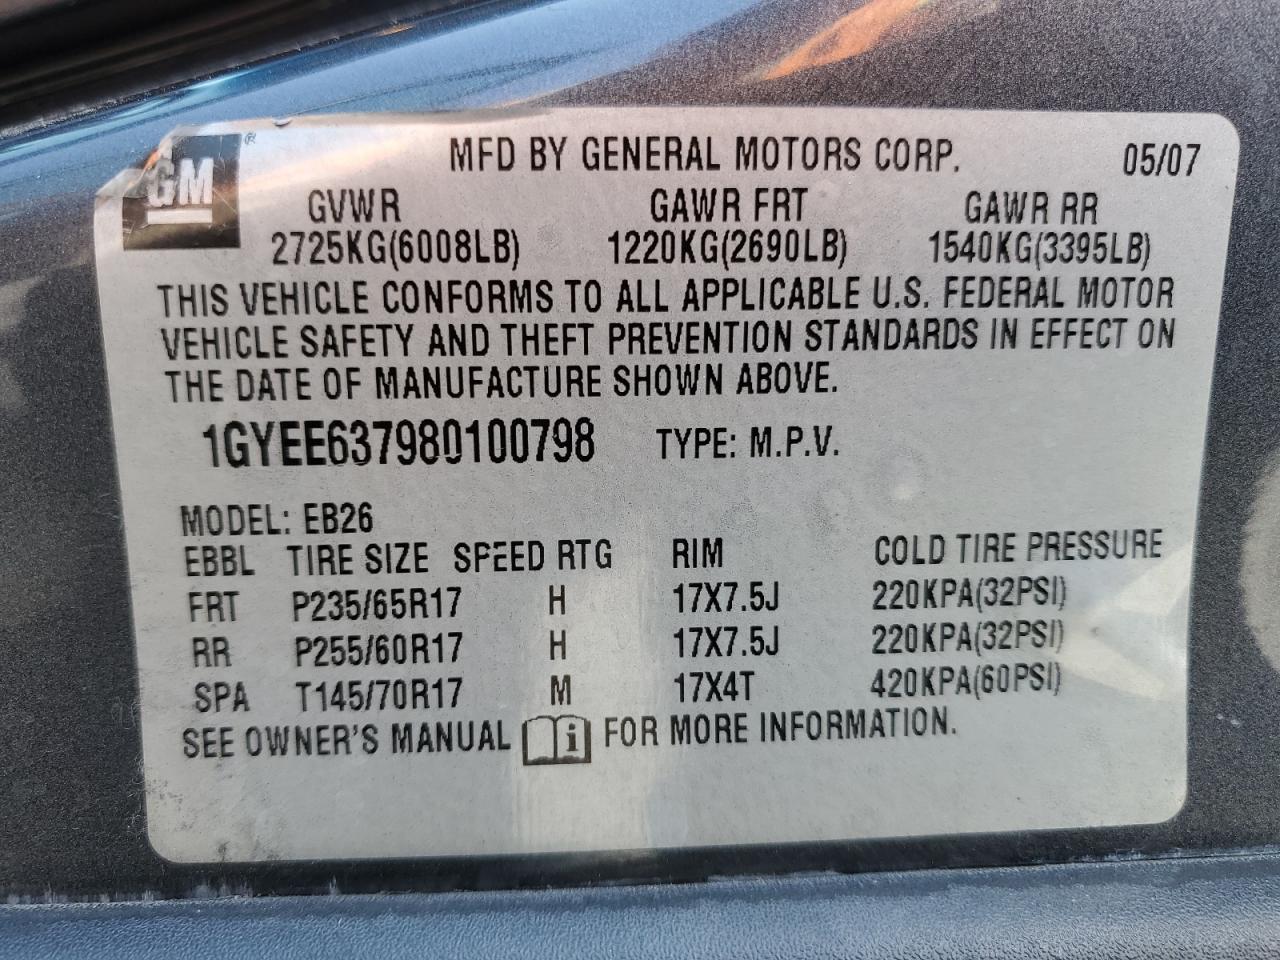 GM ® MFD BY GENERAL MOTORS CORP. 05/07
GVWR GAWR FRT GAWR RR
2725KG(6008LB) 1220KG(2690LB) 1540KG(3395LB)
THIS VEHICLE CONFORMS TO ALL APPLICABLE U.S. FEDERAL MOTOR
VEHICLE SAFETY AND THEFT PREVENTION STANDARDS IN EFFECT ON
THE DATE OF MANUFACTURE SHOWN ABOVE.
1GYEE637980100798 TYPE: M.P.V.
MODEL: EB26
EBBL TIRE SIZE SPEED RTG RIM COLD TIRE PRESSURE
FRT P235/65R17 H 17X7.5J 220KPA(32PSI)
RR P255/60R17 H 17X7.5J 220KPA(32PSI)
SPA T145/70R17 M 17X4T 420KPA(60PSI)
SEE OWNER'S MANUAL i FOR MORE INFORMATION.